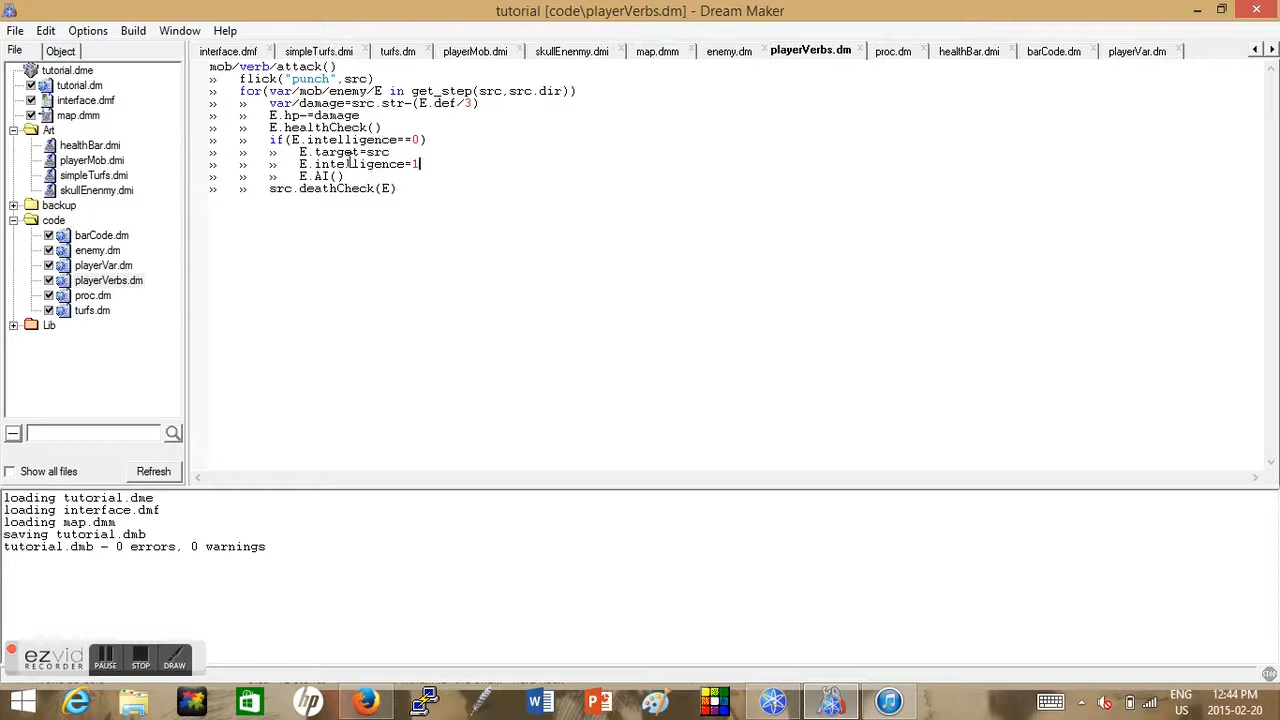 tutorial [code\playerVerbs.dm] - Dream Maker
File Edit Options Build Window Help
File Object
interface.dmf simpleTurfs.dmi turfs.dm playerMob.dmi skullEnenmy.dmi map.dmm enemy.dm playerVerbs.dm proc.dm healthBar.dmi barCode.dm playerVar.dm
tutorial.dme
tutorial.dm
interface.dmf
map.dmm
Art
healthBar.dmi
playerMob.dmi
simpleTurfs.dmi
skullEnenmy.dmi
backup
code
barCode.dm
enemy.dm
playerVar.dm
playerVerbs.dm
proc.dm
turfs.dm
Lib
Show all files Refresh
mob/verb/attack()
» flick("punch",src)
» for(var/mob/enemy/E in get_step(src,src.dir))
» » var/damage=src.str-(E.def/3)
» » E.hp-=damage
» » E.healthCheck()
» » if(E.intelligence==0)
» » » E.target=src
» » » E.intelligence=1
» » » E.AI()
» » src.deathCheck(E)
loading tutorial.dme
loading interface.dmf
loading map.dmm
saving tutorial.dmb
tutorial.dmb - 0 errors, 0 warnings
ezvid
RECORDER
PAUSE STOP DRAW
ENG
US
12:44 PM
2015-02-20